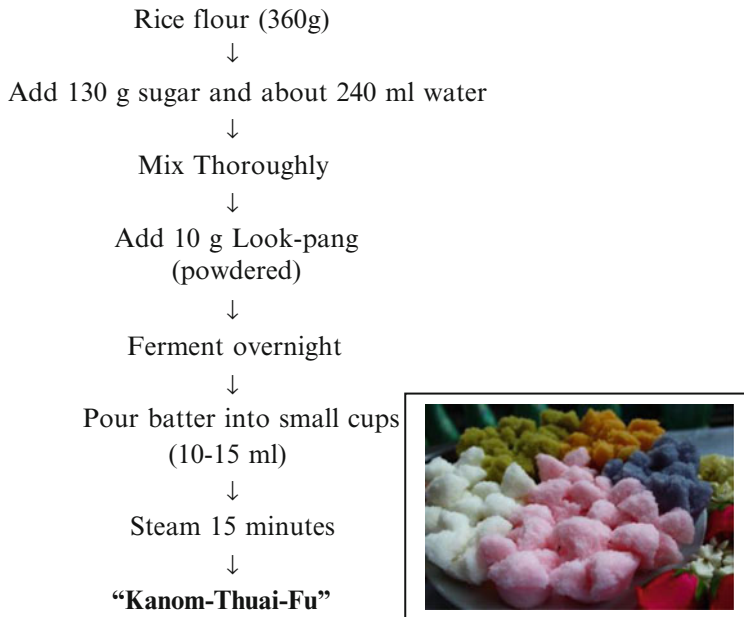 Rice flour (360g)
↓
Add 130 g sugar and about 240 ml water
↓
Mix Thoroughly
↓
Add 10 g Look-pang
(powdered)
↓
Ferment overnight
↓
Pour batter into small cups
(10-15 ml)
↓
Steam 15 minutes
↓
“Kanom-Thuai-Fu”